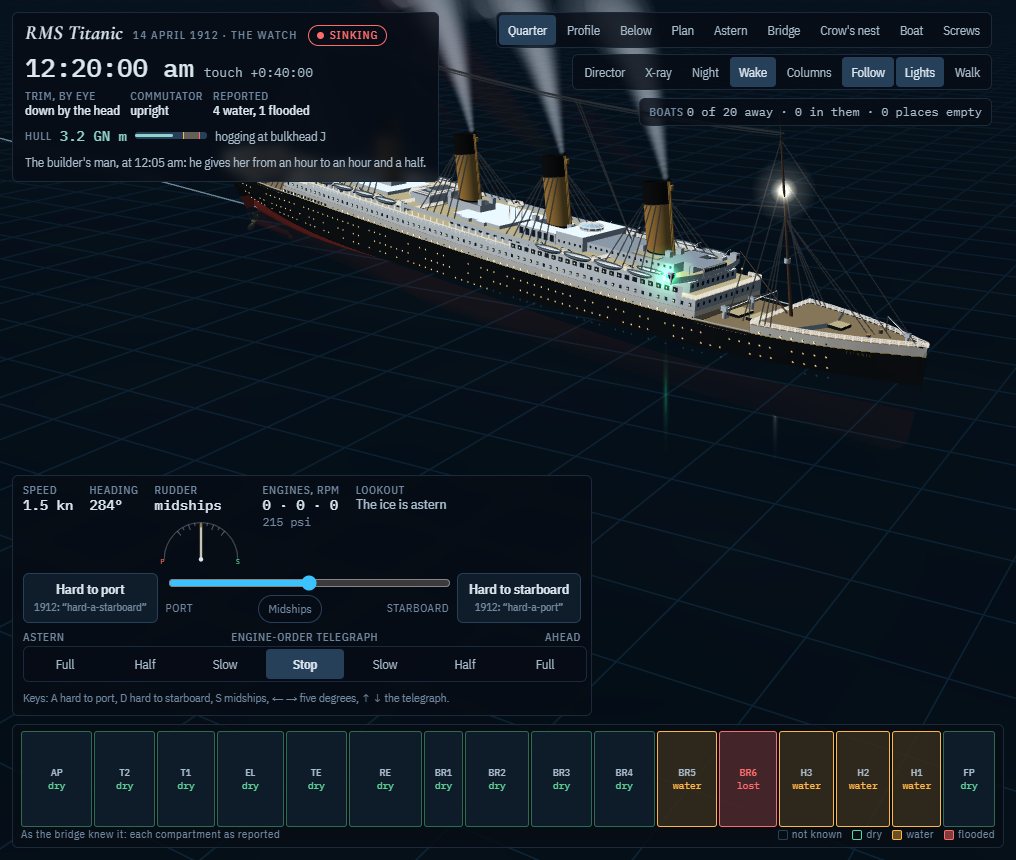 RMS Titanic 14 APRIL 1912 · THE WATCH SINKING
12:20:00 am touch +0:40:00
TRIM, BY EYE COMMUTATOR REPORTED
down by the head upright 4 water, 1 flooded
HULL 3.2 GN m hogging at bulkhead J
The builder's man, at 12:05 am: he gives her from an hour to an hour and a half.
Quarter Profile Below Plan Astern Bridge Crow's nest Boat Screws
Director X-ray Night Wake Columns Follow Lights Walk
BOATS 0 of 20 away · 0 in them · 0 places empty
SPEED HEADING RUDDER ENGINES, RPM LOOKOUT
1.5 kn 284° midships 0 · 0 · 0 The ice is astern
215 psi
P S
Hard to port Hard to starboard
1912: “hard-a-starboard” PORT Midships STARBOARD 1912: “hard-a-port”
ASTERN ENGINE-ORDER TELEGRAPH AHEAD
Full Half Slow Stop Slow Half Full
Keys: A hard to port, D hard to starboard, S midships, ← → five degrees, ↑ ↓ the telegraph.
AP T2 T1 EL TE RE BR1 BR2 BR3 BR4 BR5 BR6 H3 H2 H1 FP
dry dry dry dry dry dry dry dry dry dry water lost water water water dry
As the bridge knew it: each compartment as reported not known dry water flooded